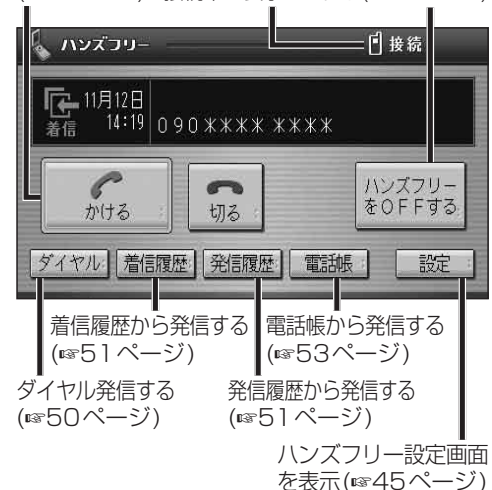 ハンズフリー
接続
11月12日
着信 14:19 090✕✕✕✕ ✕✕✕✕
かける
切る
ハンズフリー
をOFFする
ダイヤル 着信履歴 発信履歴 電話帳 設定
着信履歴から発信する
(☞51ページ)
電話帳から発信する
(☞53ページ)
ダイヤル発信する
(☞50ページ)
発信履歴から発信する
(☞51ページ)
ハンズフリー設定画面
を表示(☞45ページ)